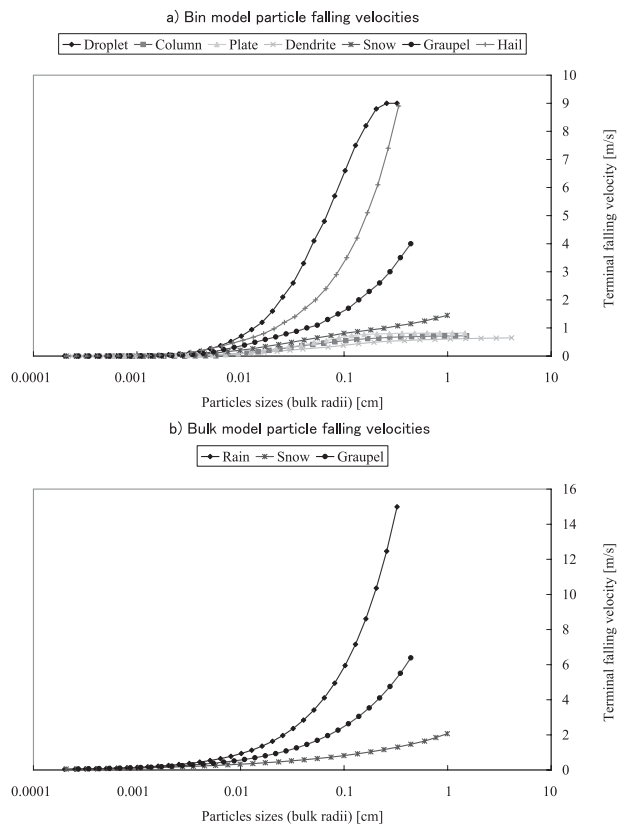 a) Bin model particle falling velocities
Droplet Column Plate Dendrite Snow Graupel Hail
10
9
8
7
6
5
4
3
2
1
0
Terminal falling velocity [m/s]
0.0001 0.001 0.01 0.1 1 10
Particles sizes (bulk radii) [cm]
b) Bulk model particle falling velocities
Rain Snow Graupel
16
14
12
10
8
6
4
2
0
Terminal falling velocity [m/s]
0.0001 0.001 0.01 0.1 1 10
Particles sizes (bulk radii) [cm]